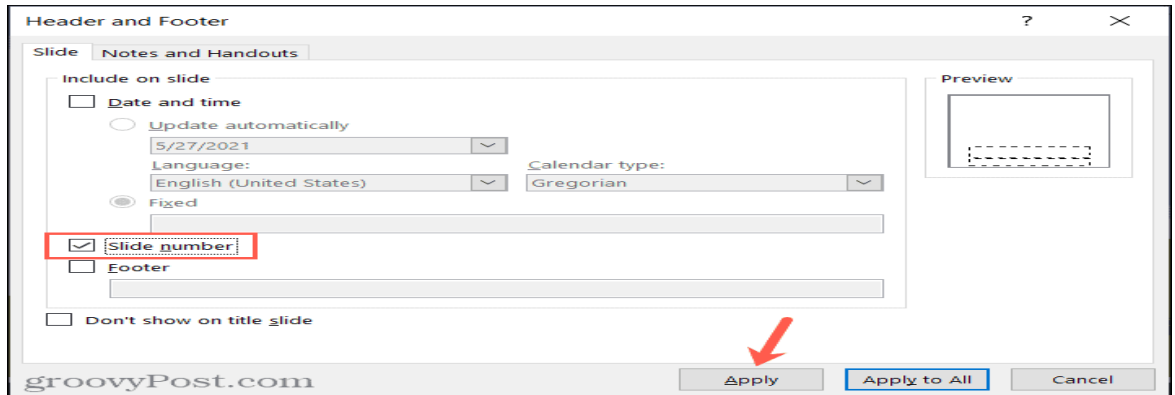 Header and Footer
Slide Notes and Handouts
Include on slide
Preview
Date and time
Update automatically
5/27/2021
Language: Calendar type:
English (United States) Gregorian
Fixed
Slide number
Footer
Don't show on title slide
groovyPost.com
Apply Apply to All Cancel